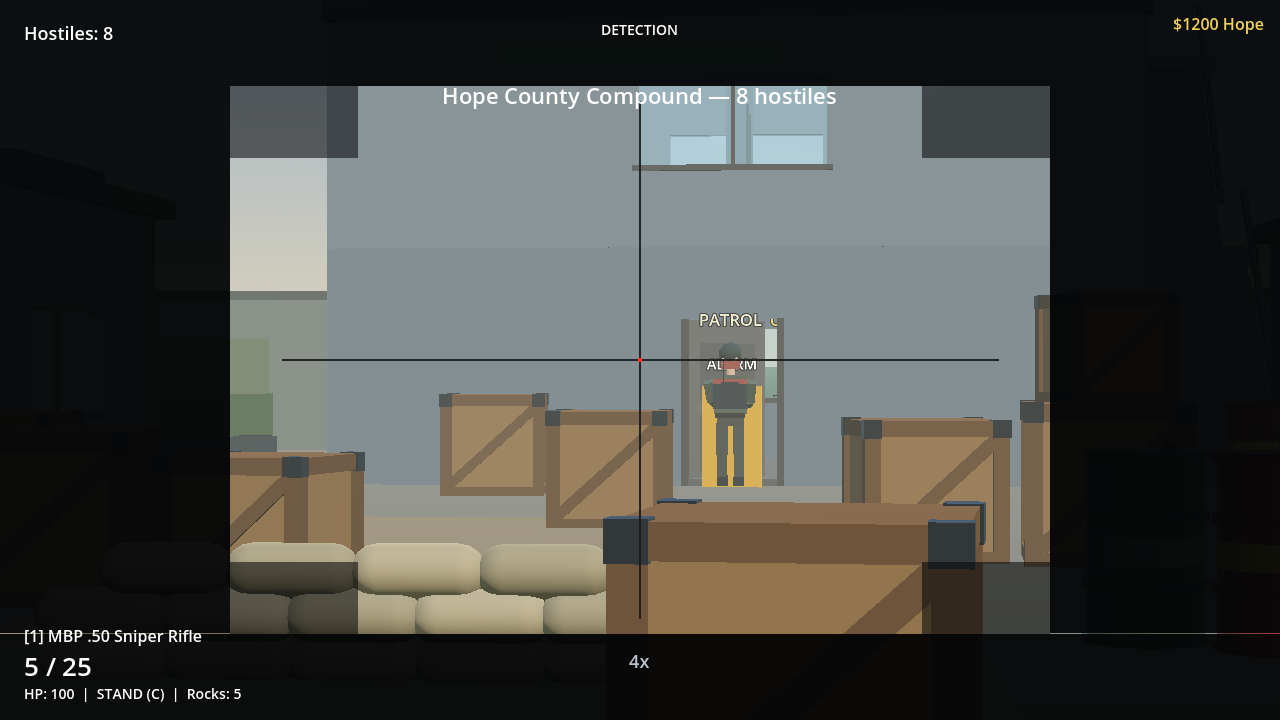 Hostiles: 8
DETECTION
$1200 Hope
Hope County Compound — 8 hostiles
PATROL
ALARM
[1] MBP .50 Sniper Rifle
5 / 25
4x
HP: 100 | STAND (C) | Rocks: 5